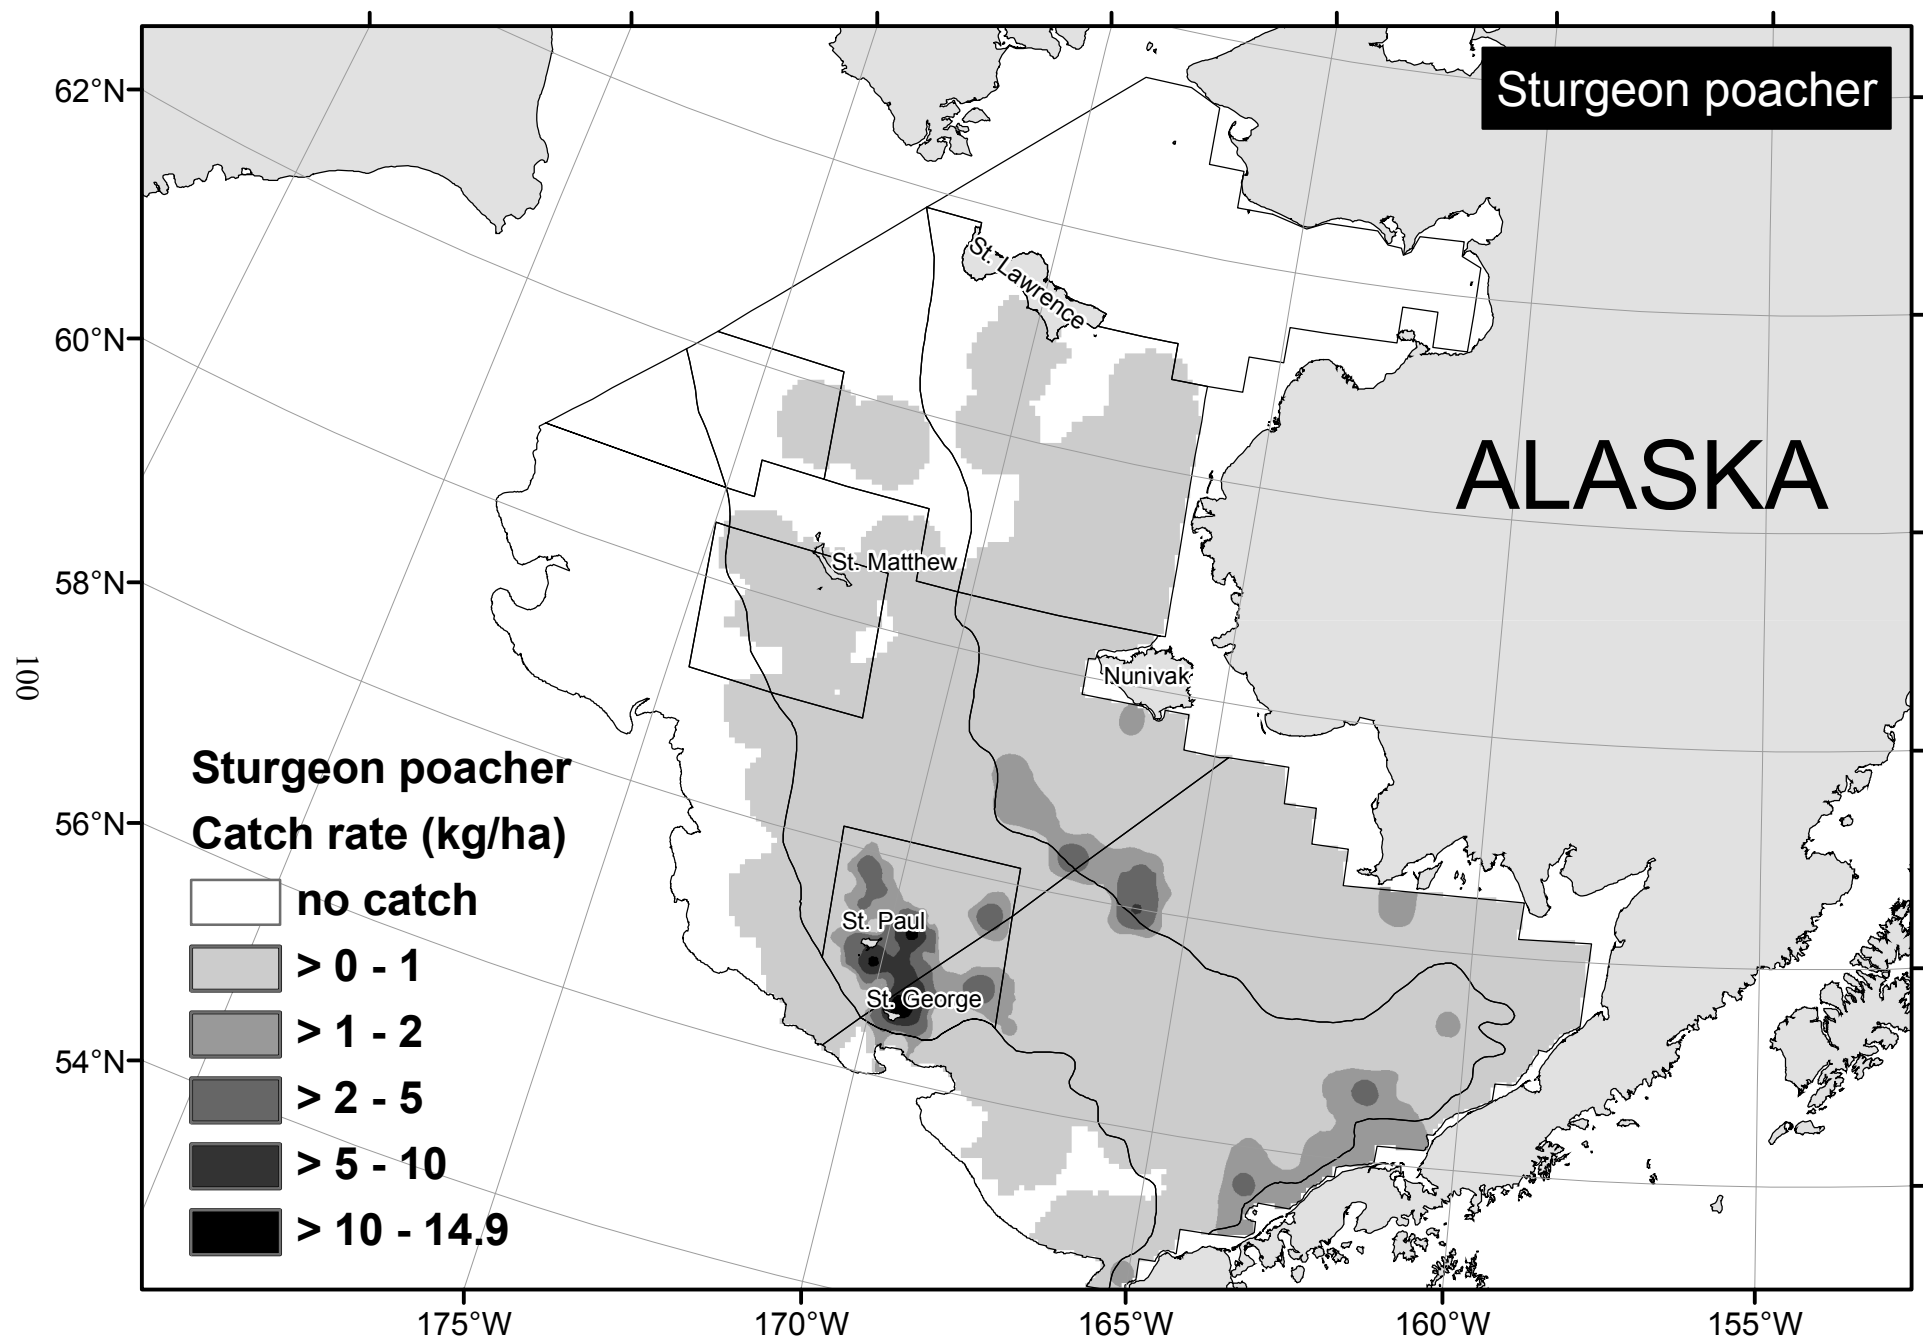 Sturgeon poacher
62°N
60°N
58°N
56°N
54°N
St. Lawrence
ALASKA
St. Matthew
Nunivak
St. Paul
St. George
100
Sturgeon poacher
Catch rate (kg/ha)
no catch
> 0 - 1
> 1 - 2
> 2 - 5
> 5 - 10
> 10 - 14.9
175°W
170°W
165°W
160°W
155°W